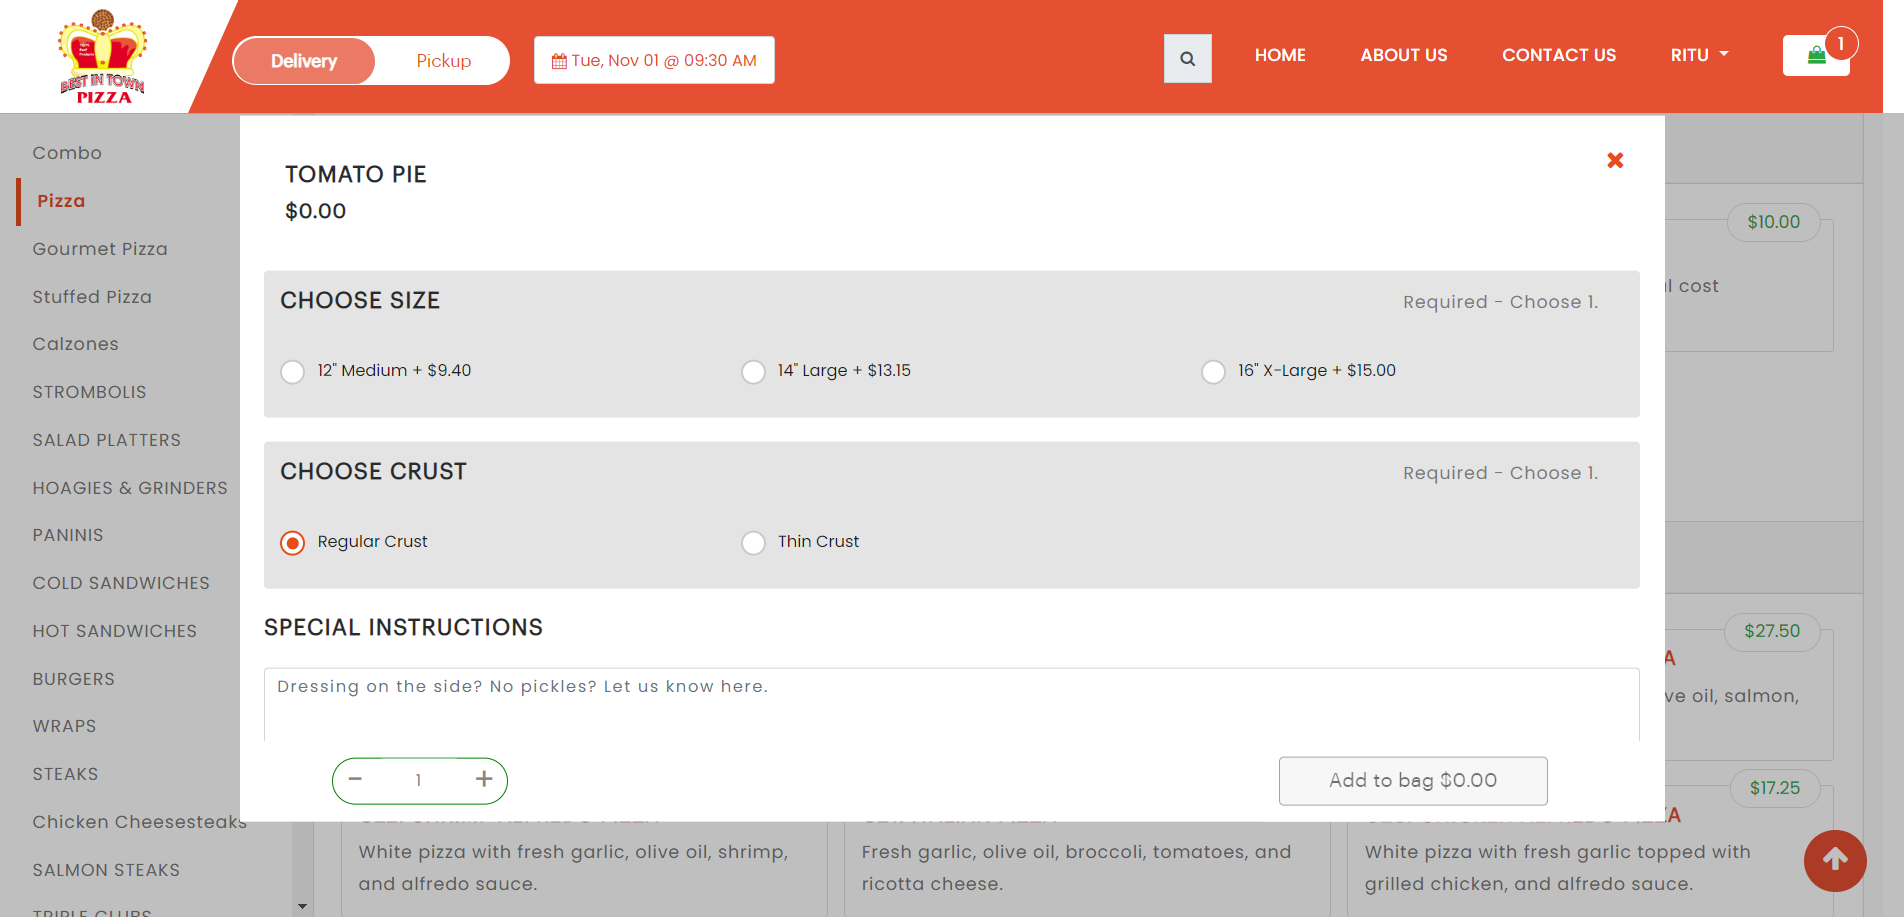 BEST IN TOWN
PIZZA
Delivery
Pickup
Tue, Nov 01 @ 09:30 AM
HOME
ABOUT US
CONTACT US
RITU
1
Combo
Pizza
Gourmet Pizza
Stuffed Pizza
Calzones
STROMBOLIS
SALAD PLATTERS
HOAGIES & GRINDERS
PANINIS
COLD SANDWICHES
HOT SANDWICHES
BURGERS
WRAPS
STEAKS
Chicken Cheesesteaks
SALMON STEAKS
TRIPLE CLUBS
TOMATO PIE
$0.00
CHOOSE SIZE
Required - Choose 1.
12" Medium + $9.40
14" Large + $13.15
16" X-Large + $15.00
CHOOSE CRUST
Required - Choose 1.
Regular Crust
Thin Crust
SPECIAL INSTRUCTIONS
Dressing on the side? No pickles? Let us know here.
- 1 +
Add to bag $0.00
$10.00
cost
$27.50
oil, salmon,
$17.25
White pizza with fresh garlic, olive oil, shrimp,
and alfredo sauce.
Fresh garlic, olive oil, broccoli, tomatoes, and
ricotta cheese.
White pizza with fresh garlic topped with
grilled chicken, and alfredo sauce.